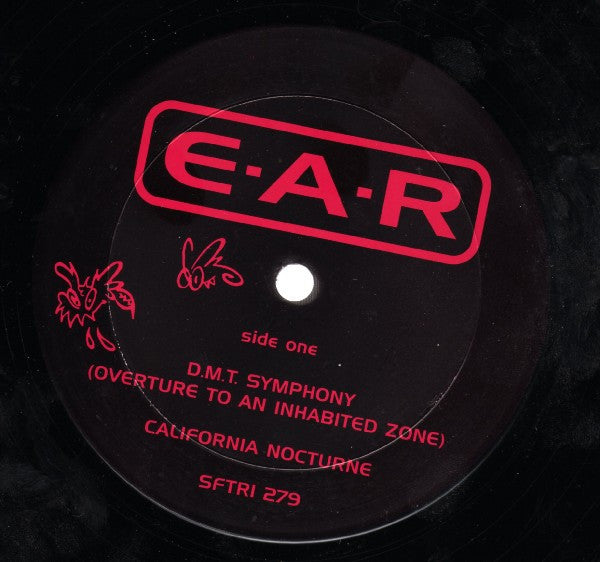 E·A·R
side one
D.M.T. SYMPHONY
(OVERTURE TO AN INHABITED ZONE)
CALIFORNIA NOCTURNE
SFTRI 279